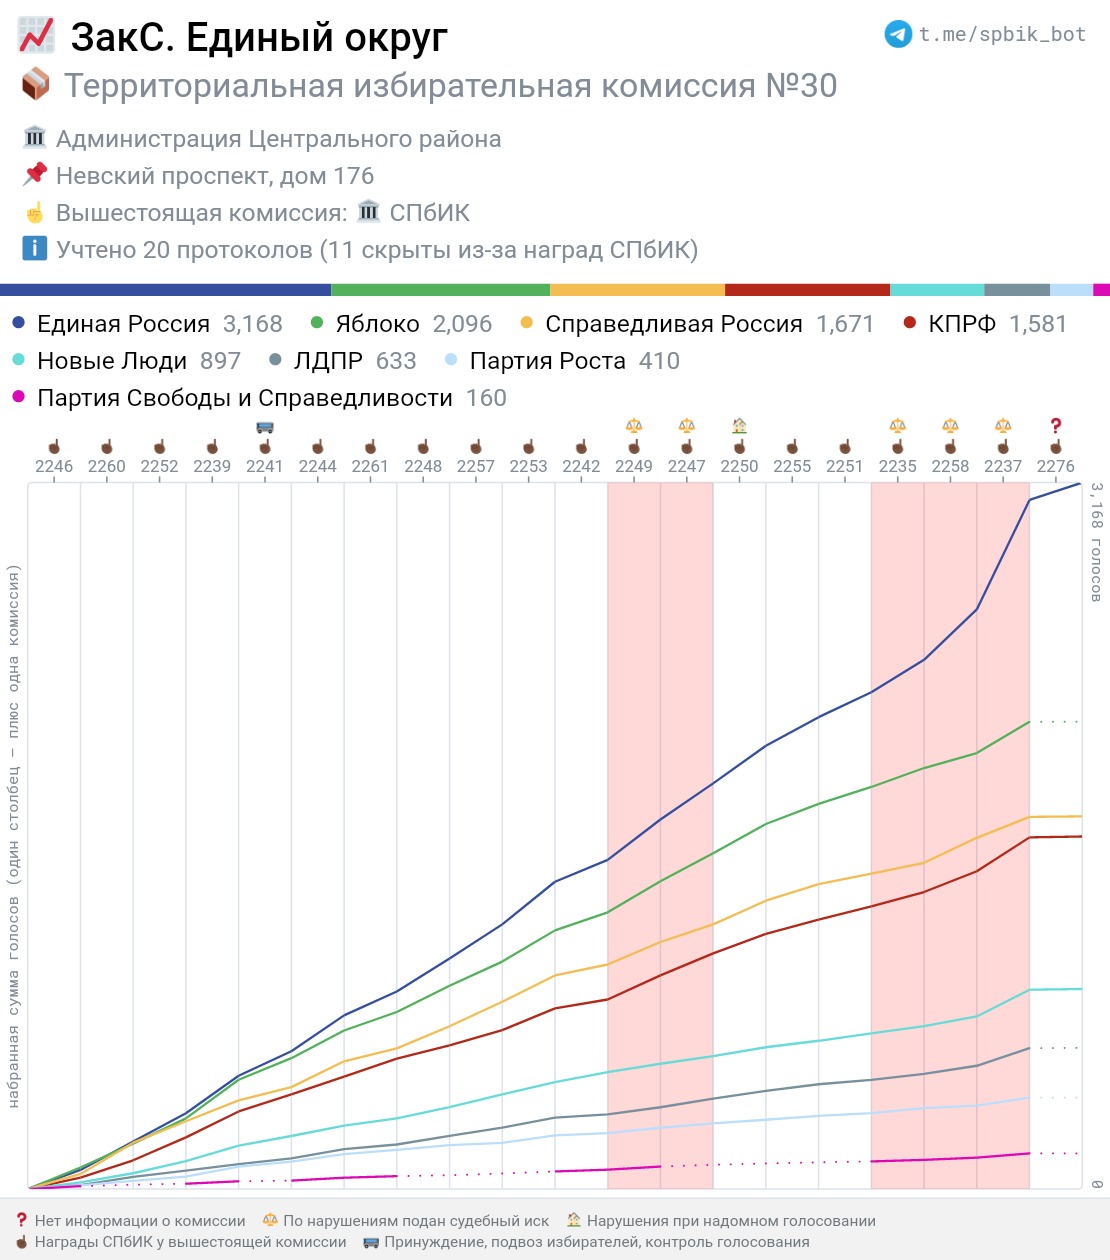 ЗакС. Единый округ
t.me/spbik_bot
Территориальная избирательная комиссия №30
Администрация Центрального района
Невский проспект, дом 176
Вышестоящая комиссия: СПбИК
Учтено 20 протоколов (11 скрыты из-за наград СПбИК)
Единая Россия 3,168 Яблоко 2,096 Справедливая Россия 1,671 КПРФ 1,581
Новые Люди 897 ЛДПР 633 Партия Роста 410
Партия Свободы и Справедливости 160
2246 2260 2252 2239 2241 2244 2261 2248 2257 2253 2242 2249 2247 2250 2255 2251 2235 2258 2237 2276
набранная сумма голосов (один столбец – плюс одна комиссия)
3,168 голосов
0
Нет информации о комиссии По нарушениям подан судебный иск Нарушения при надомном голосовании
Награды СПбИК у вышестоящей комиссии Принуждение, подвоз избирателей, контроль голосования